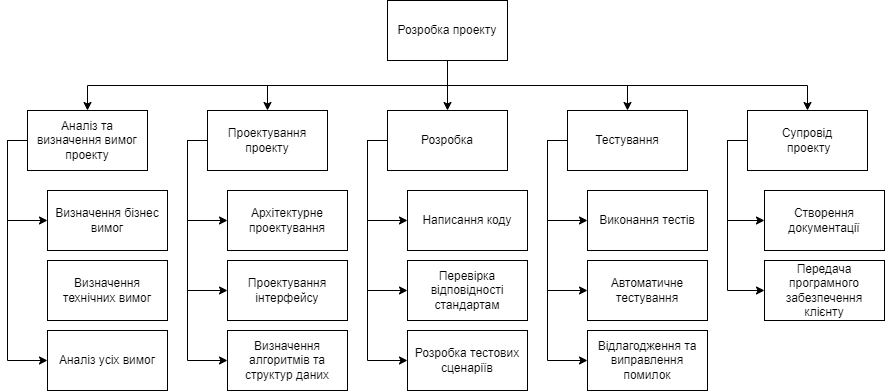 Розробка проекту
Аналіз та
визначення вимог
проекту
Проектування
проекту
Розробка
Тестування
Супровід
проекту
Визначення бізнес
вимог
Архітектурне
проектування
Написання коду
Виконання тестів
Створення
документації
Визначення
технічних вимог
Проектування
інтерфейсу
Перевірка
відповідності
стандартам
Автоматичне
тестування
Передача
програмного
забезпечення
клієнту
Аналіз усіх вимог
Визначення
алгоритмів та
структур даних
Розробка тестових
сценаріїв
Відлагодження та
виправлення
помилок